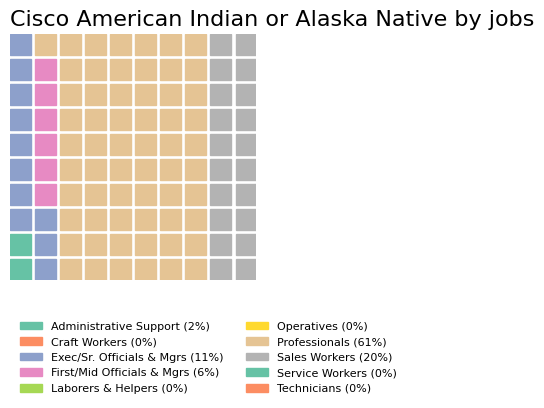 Cisco American Indian or Alaska Native by jobs
Administrative Support (2%)
Craft Workers (0%)
Exec/Sr. Officials & Mgrs (11%)
First/Mid Officials & Mgrs (6%)
Laborers & Helpers (0%)
Operatives (0%)
Professionals (61%)
Sales Workers (20%)
Service Workers (0%)
Technicians (0%)